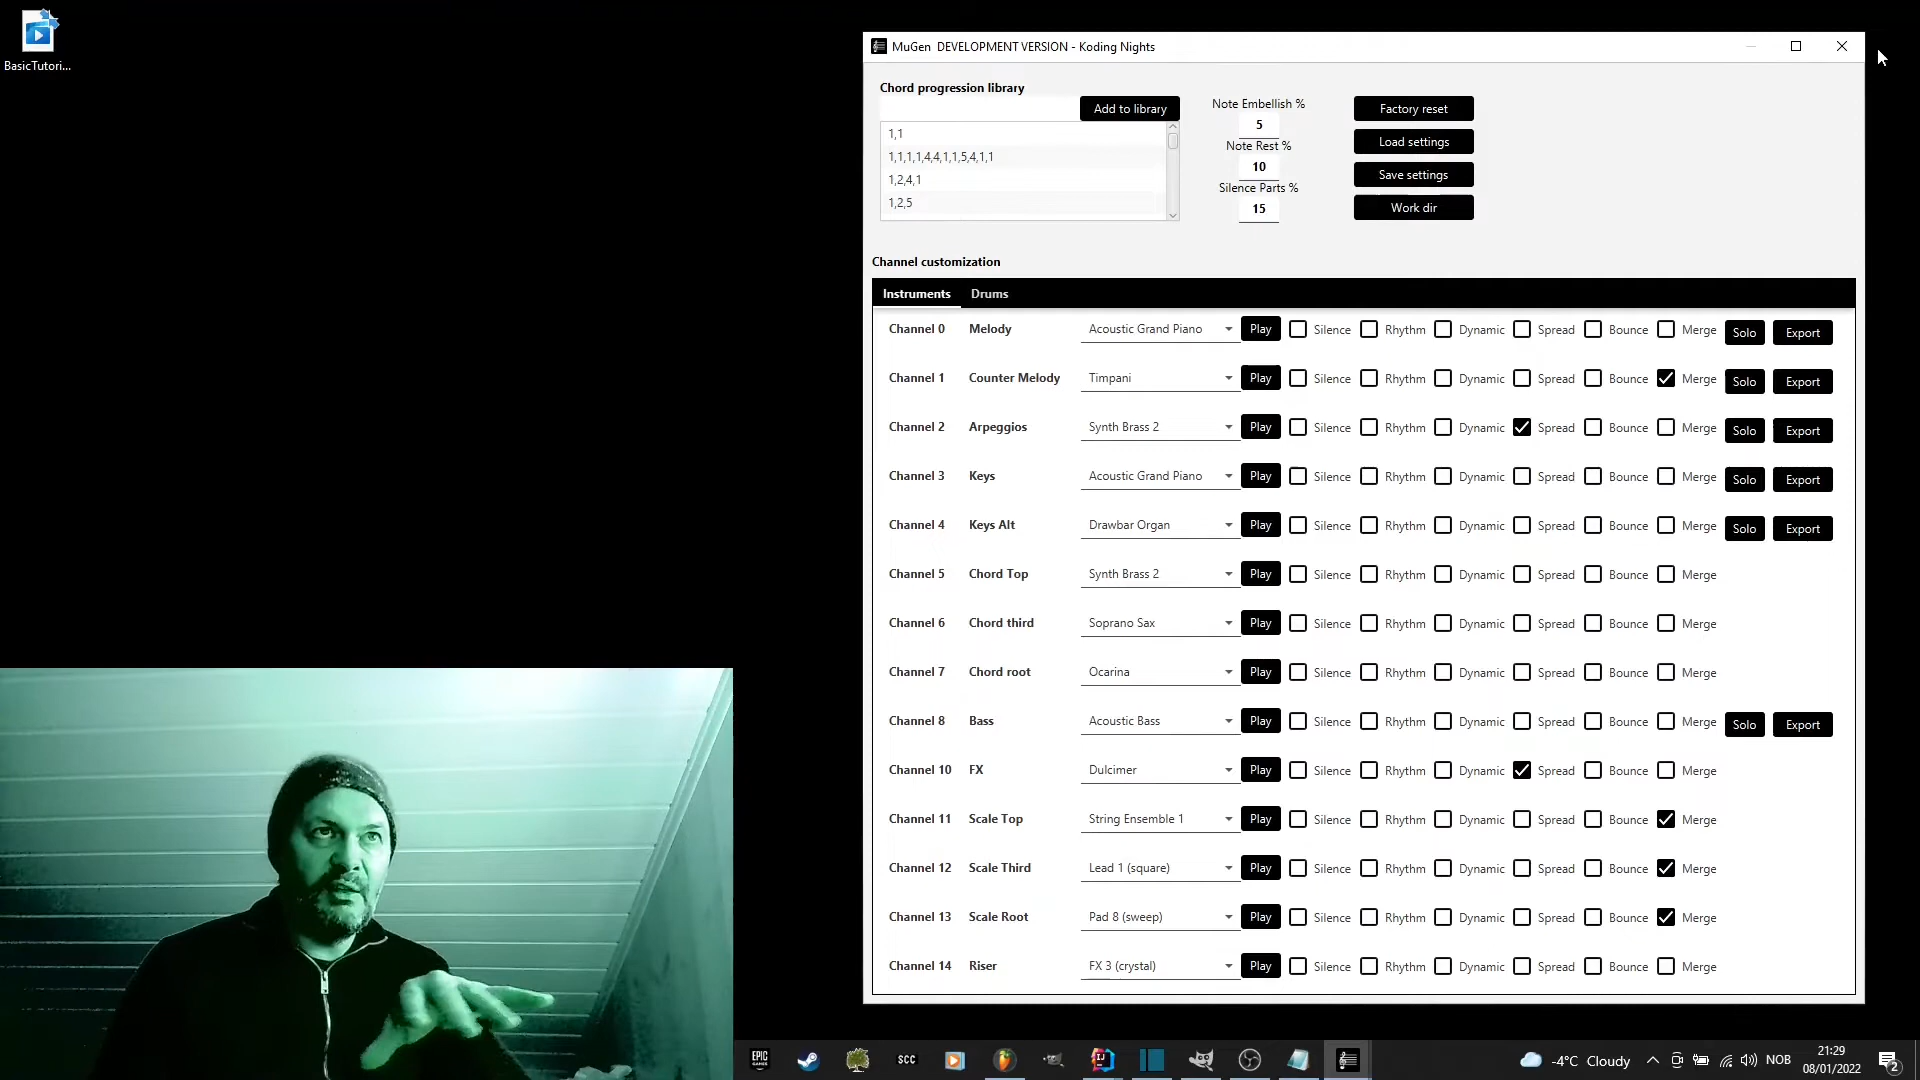 BasicTutori...
MuGen DEVELOPMENT VERSION - Koding Nights
Chord progression library
Add to library
1,1
1,1,1,1,4,4,1,1,5,4,1,1
1,2,4,1
1,2,5
Note Embellish %
5
Note Rest %
10
Silence Parts %
15
Factory reset
Load settings
Save settings
Work dir
Channel customization
Instruments Drums
Channel 0 Melody Acoustic Grand Piano Play Silence Rhythm Dynamic Spread Bounce Merge Solo Export
Channel 1 Counter Melody Timpani Play Silence Rhythm Dynamic Spread Bounce Merge Solo Export
Channel 2 Arpeggios Synth Brass 2 Play Silence Rhythm Dynamic Spread Bounce Merge Solo Export
Channel 3 Keys Acoustic Grand Piano Play Silence Rhythm Dynamic Spread Bounce Merge Solo Export
Channel 4 Keys Alt Drawbar Organ Play Silence Rhythm Dynamic Spread Bounce Merge Solo Export
Channel 5 Chord Top Synth Brass 2 Play Silence Rhythm Dynamic Spread Bounce Merge
Channel 6 Chord third Soprano Sax Play Silence Rhythm Dynamic Spread Bounce Merge
Channel 7 Chord root Ocarina Play Silence Rhythm Dynamic Spread Bounce Merge
Channel 8 Bass Acoustic Bass Play Silence Rhythm Dynamic Spread Bounce Merge Solo Export
Channel 10 FX Dulcimer Play Silence Rhythm Dynamic Spread Bounce Merge
Channel 11 Scale Top String Ensemble 1 Play Silence Rhythm Dynamic Spread Bounce Merge
Channel 12 Scale Third Lead 1 (square) Play Silence Rhythm Dynamic Spread Bounce Merge
Channel 13 Scale Root Pad 8 (sweep) Play Silence Rhythm Dynamic Spread Bounce Merge
Channel 14 Riser FX 3 (crystal) Play Silence Rhythm Dynamic Spread Bounce Merge
EPIC GAMES
SCC
IJ
-4°C Cloudy
NOB
21:29
08/01/2022
2